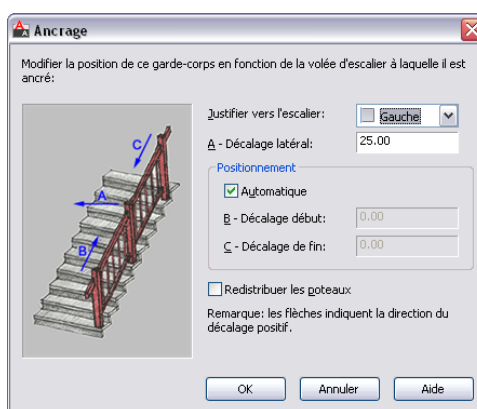 Ancrage
Modifier la position de ce garde-corps en fonction de la volée d'escalier à laquelle il est
ancré:
Justifier vers l'escalier:
Gauche
A - Décalage latéral:
25.00
Positionnement
Automatique
B - Décalage début:
0.00
C - Décalage de fin:
0.00
Redistribuer les poteaux
Remarque: les flèches indiquent la direction du
décalage positif.
C
A
B
OK
Annuler
Aide